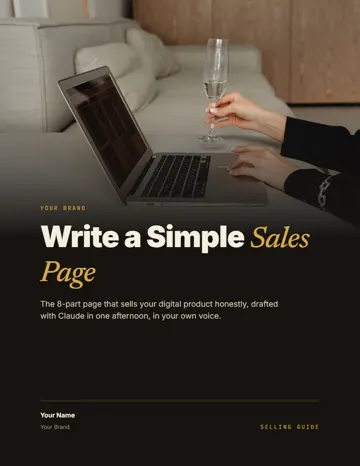 YOUR BRAND
Write a Simple Sales
Page
The 8-part page that sells your digital product honestly, drafted
with Claude in one afternoon, in your own voice.
Your Name
Your Brand
SELLING GUIDE